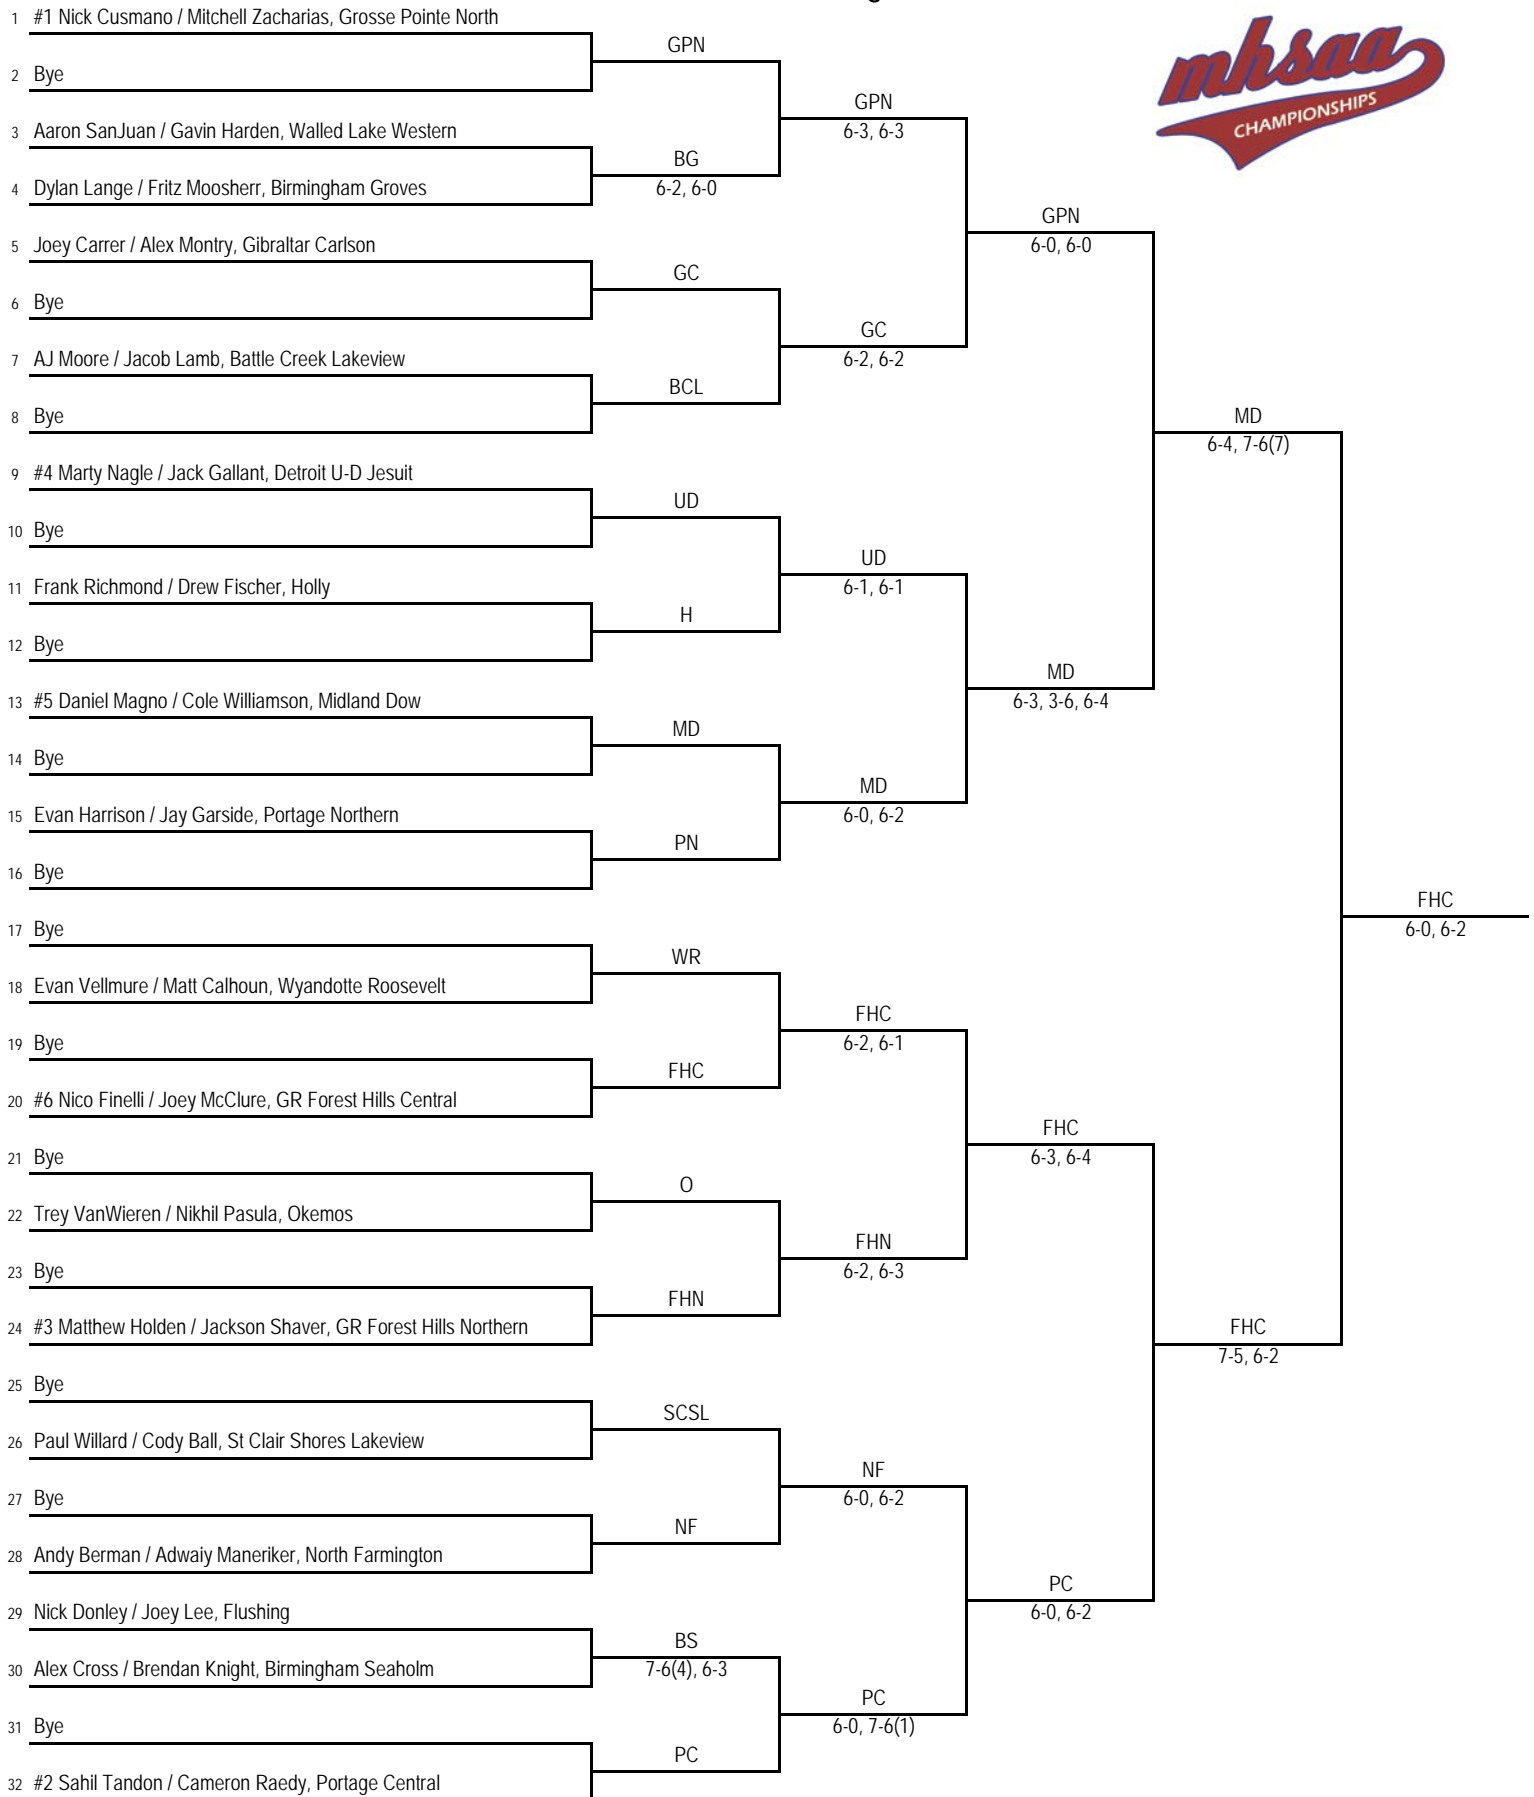 1 #1 Nick Cusmano / Mitchell Zacharias, Grosse Pointe North
GPN
2 Bye
GPN
6-3, 6-3
3 Aaron SanJuan / Gavin Harden, Walled Lake Western
BG
6-2, 6-0
4 Dylan Lange / Fritz Moosherr, Birmingham Groves
GPN
6-0, 6-0
5 Joey Carrer / Alex Montry, Gibraltar Carlson
GC
6 Bye
GC
6-2, 6-2
7 AJ Moore / Jacob Lamb, Battle Creek Lakeview
BCL
8 Bye
MD
6-4, 7-6(7)
9 #4 Marty Nagle / Jack Gallant, Detroit U-D Jesuit
UD
10 Bye
UD
6-1, 6-1
11 Frank Richmond / Drew Fischer, Holly
H
12 Bye
MD
6-3, 3-6, 6-4
13 #5 Daniel Magno / Cole Williamson, Midland Dow
MD
14 Bye
MD
6-0, 6-2
15 Evan Harrison / Jay Garside, Portage Northern
PN
16 Bye
FHC
6-0, 6-2
17 Bye
WR
18 Evan Vellmure / Matt Calhoun, Wyandotte Roosevelt
FHC
6-2, 6-1
19 Bye
FHC
20 #6 Nico Finelli / Joey McClure, GR Forest Hills Central
FHC
6-3, 6-4
21 Bye
O
22 Trey VanWieren / Nikhil Pasula, Okemos
FHN
6-2, 6-3
23 Bye
FHN
24 #3 Matthew Holden / Jackson Shaver, GR Forest Hills Northern
FHC
7-5, 6-2
25 Bye
SCSL
26 Paul Willard / Cody Ball, St Clair Shores Lakeview
NF
6-0, 6-2
27 Bye
NF
28 Andy Berman / Adwaiy Maneriker, North Farmington
PC
6-0, 6-2
29 Nick Donley / Joey Lee, Flushing
BS
7-6(4), 6-3
30 Alex Cross / Brendan Knight, Birmingham Seaholm
PC
6-0, 7-6(1)
31 Bye
PC
32 #2 Sahil Tandon / Cameron Raedy, Portage Central
mhsaa
CHAMPIONSHIPS